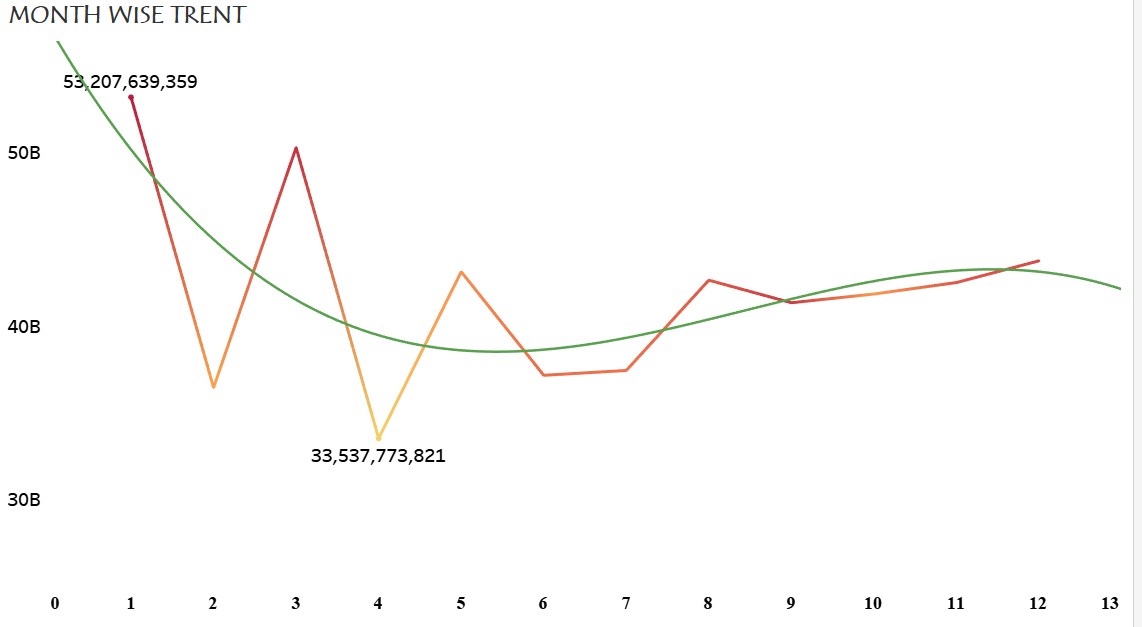 MONTH WISE TRENT
53,207,639,359
50B
40B
33,537,773,821
30B
0 1 2 3 4 5 6 7 8 9 10 11 12 13